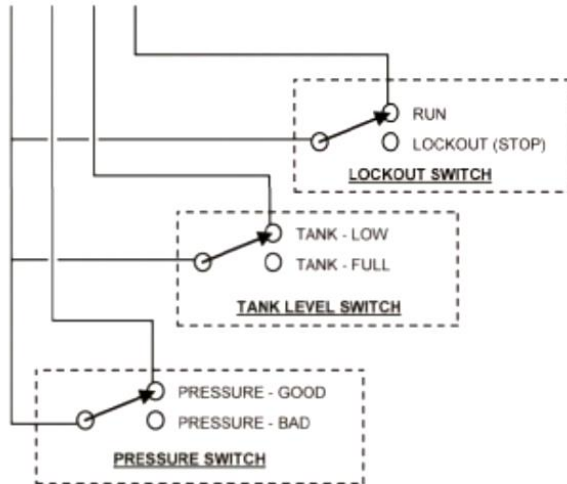 RUN
LOCKOUT (STOP)
LOCKOUT SWITCH
TANK - LOW
TANK - FULL
TANK LEVEL SWITCH
PRESSURE - GOOD
PRESSURE - BAD
PRESSURE SWITCH